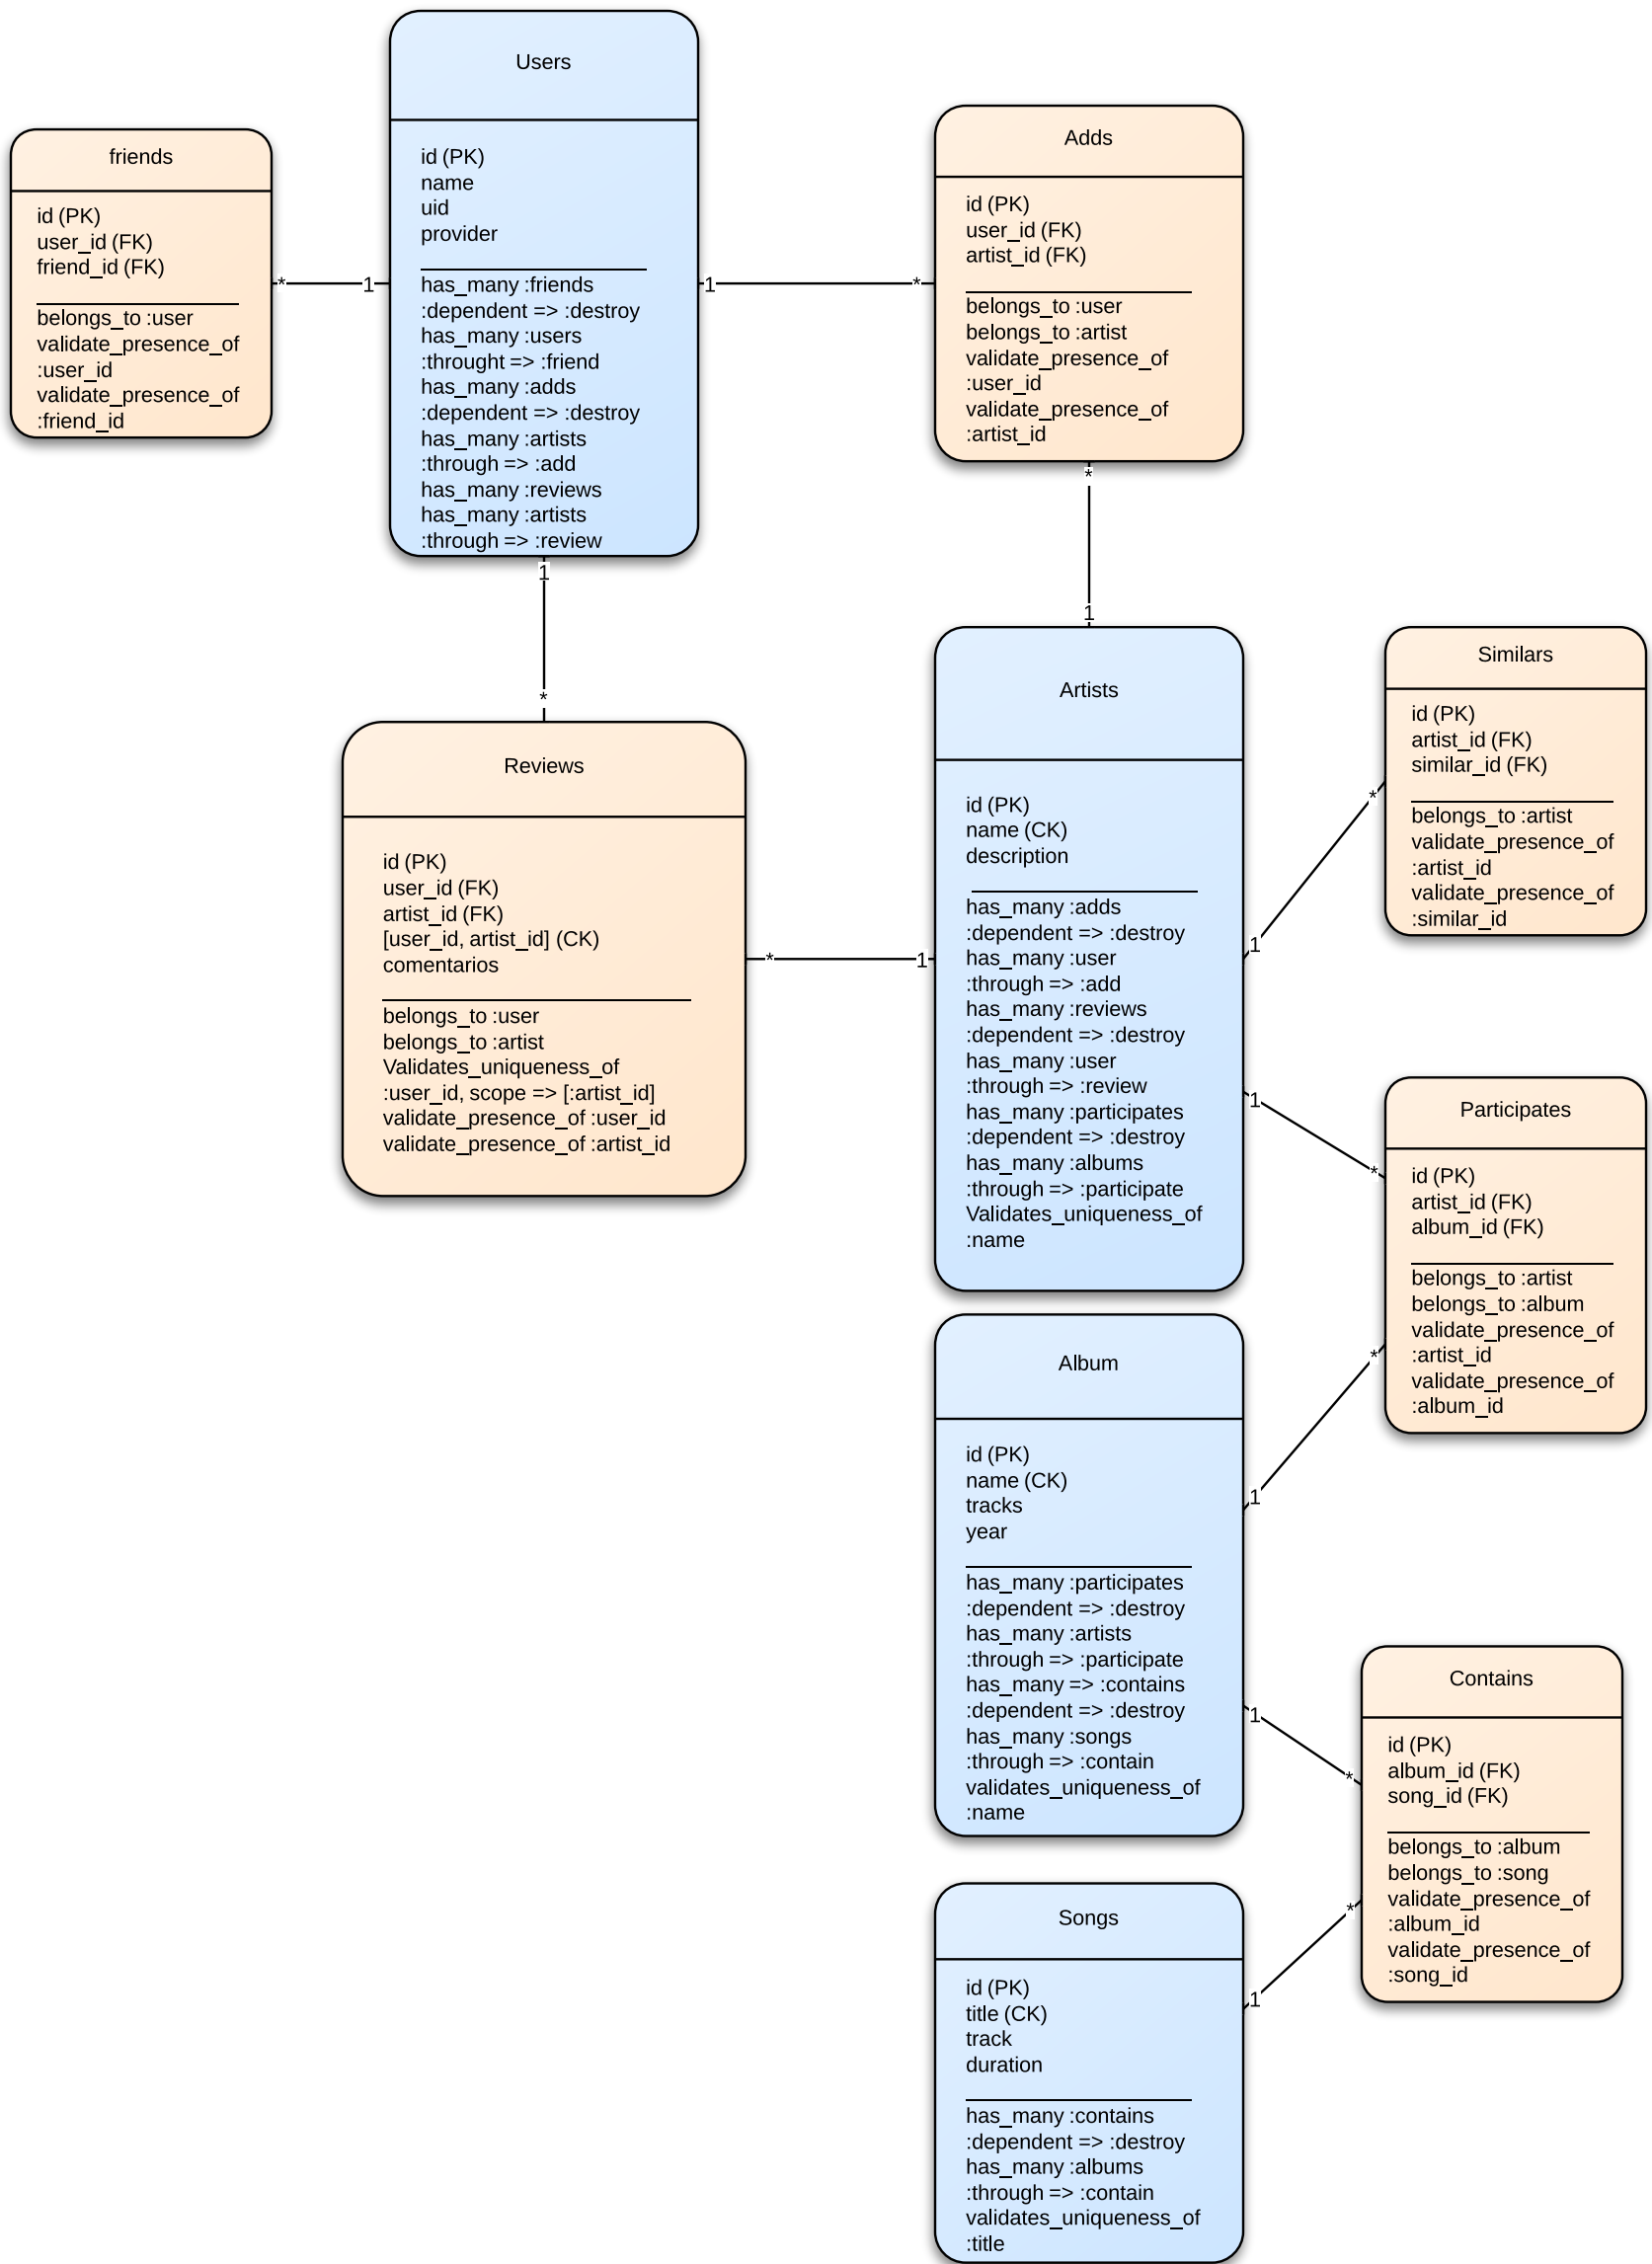 Users
id (PK)
name
uid
provider
has_many :friends
:dependent => :destroy
has_many :users
:throught => :friend
has_many :adds
:dependent => :destroy
has_many :artists
:through => :add
has_many :reviews
has_many :artists
:through => :review
friends
id (PK)
user_id (FK)
friend_id (FK)
belongs_to :user
validate_presence_of
:user_id
validate_presence_of
:friend_id
* 1
1 *
Adds
id (PK)
user_id (FK)
artist_id (FK)
belongs_to :user
belongs_to :artist
validate_presence_of
:user_id
validate_presence_of
:artist_id
*
1
1
*
Reviews
id (PK)
user_id (FK)
artist_id (FK)
[user_id, artist_id] (CK)
comentarios
belongs_to :user
belongs_to :artist
Validates_uniqueness_of
:user_id, scope => [:artist_id]
validate_presence_of :user_id
validate_presence_of :artist_id
* 1
Artists
id (PK)
name (CK)
description
has_many :adds
:dependent => :destroy
has_many :user
:through => :add
has_many :reviews
:dependent => :destroy
has_many :user
:through => :review
has_many :participates
:dependent => :destroy
has_many :albums
:through => :participate
Validates_uniqueness_of
:name
*
1
Similars
id (PK)
artist_id (FK)
similar_id (FK)
belongs_to :artist
validate_presence_of
:artist_id
validate_presence_of
:similar_id
1
*
Participates
id (PK)
artist_id (FK)
album_id (FK)
belongs_to :artist
belongs_to :album
validate_presence_of
:artist_id
validate_presence_of
:album_id
*
1
Album
id (PK)
name (CK)
tracks
year
has_many :participates
:dependent => :destroy
has_many :artists
:through => :participate
has_many => :contains
:dependent => :destroy
has_many :songs
:through => :contain
validates_uniqueness_of
:name
1
*
Contains
id (PK)
album_id (FK)
song_id (FK)
belongs_to :album
belongs_to :song
validate_presence_of
:album_id
validate_presence_of
:song_id
*
1
Songs
id (PK)
title (CK)
track
duration
has_many :contains
:dependent => :destroy
has_many :albums
:through => :contain
validates_uniqueness_of
:title